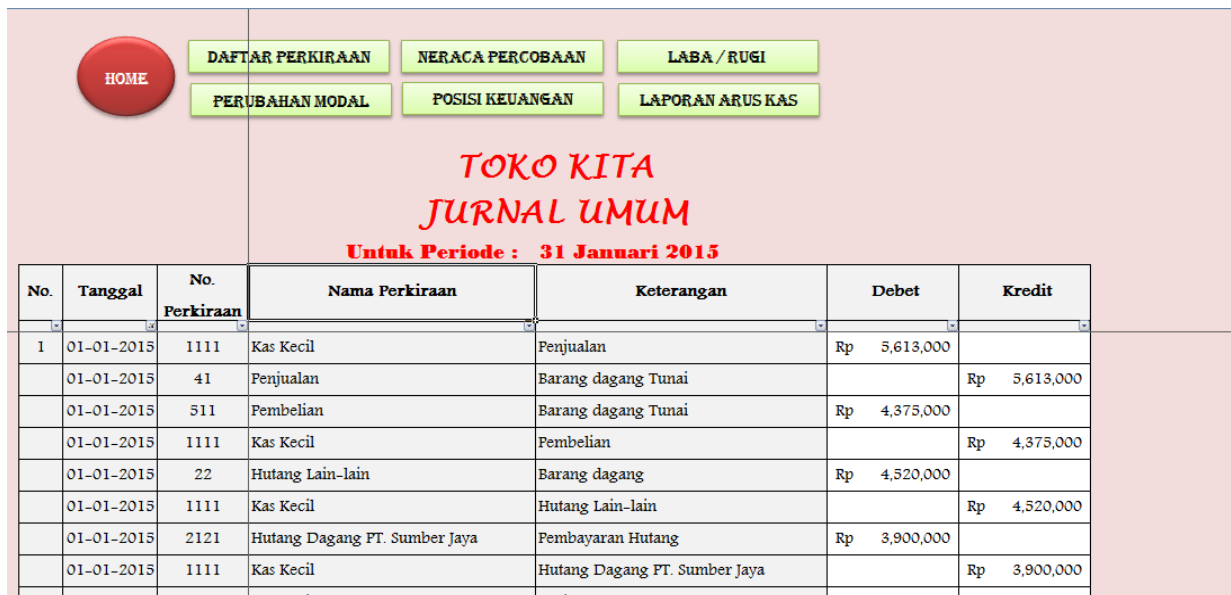 HOME
DAFTAR PERKIRAAN NERACA PERCOBAAN LABA / RUGI
PERUBAHAN MODAL POSISI KEUANGAN LAPORAN ARUS KAS
TOKO KITA
JURNAL UMUM
Untuk Periode : 31 Januari 2015
No. Tanggal No. Perkiraan Nama Perkiraan Keterangan Debet Kredit
1 01-01-2015 1111 Kas Kecil Penjualan Rp 5,613,000
01-01-2015 41 Penjualan Barang dagang Tunai Rp 5,613,000
01-01-2015 511 Pembelian Barang dagang Tunai Rp 4,375,000
01-01-2015 1111 Kas Kecil Pembelian Rp 4,375,000
01-01-2015 22 Hutang Lain-lain Barang dagang Rp 4,520,000
01-01-2015 1111 Kas Kecil Hutang Lain-lain Rp 4,520,000
01-01-2015 2121 Hutang Dagang PT. Sumber Jaya Pembayaran Hutang Rp 3,900,000
01-01-2015 1111 Kas Kecil Hutang Dagang PT. Sumber Jaya Rp 3,900,000